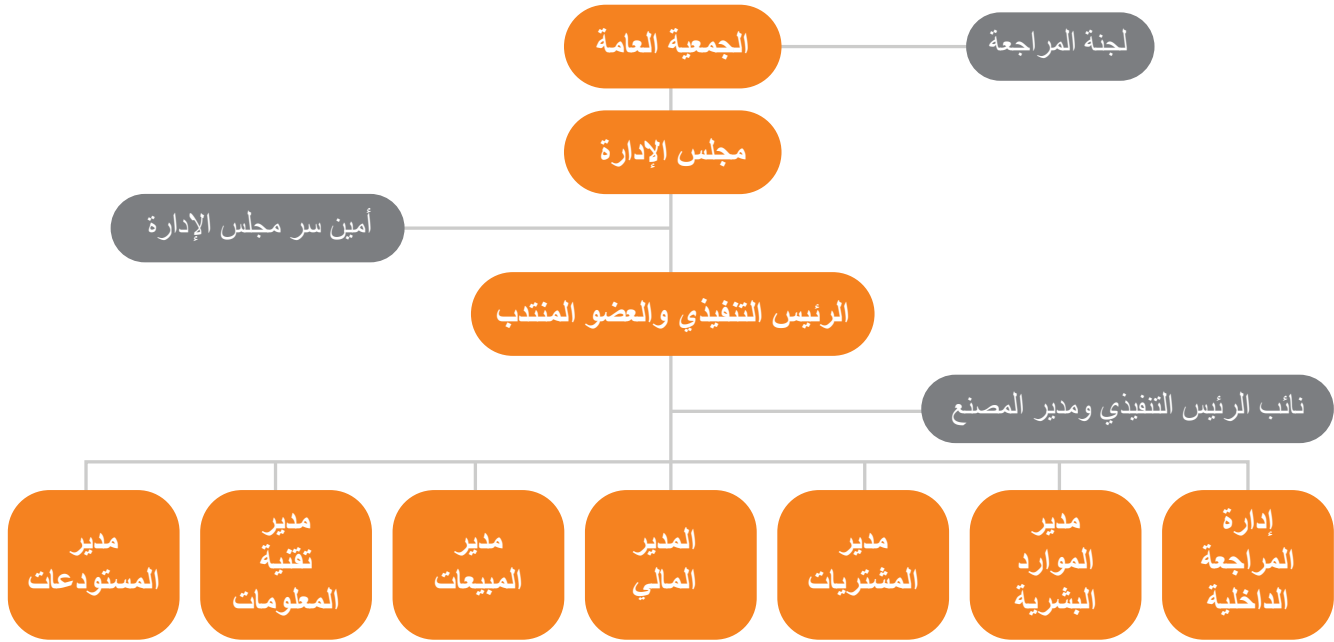 الجمعية العامة
لجنة المراجعة
مجلس الإدارة
أمين سر مجلس الإدارة
الرئيس التنفيذي والعضو المنتدب
نائب الرئيس التنفيذي ومدير المصنع
إدارة
المراجعة
الداخلية
مدير
الموارد
البشرية
مدير
المشتريات
المدير
المالي
مدير
المبيعات
مدير
تقنية
المعلومات
مدير
المستودعات